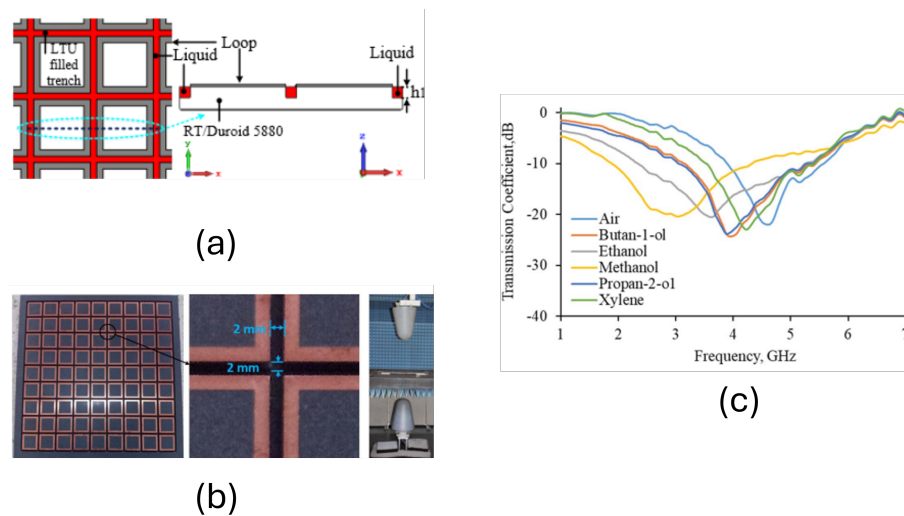 LTU
filled
trench
Loop
Liquid
Liquid
h1
RT/Duroid 5880
y
x
z
x
(a)
2 mm
2 mm
(b)
Transmission Coefficient,dB
0
-10
-20
-30
-40
Air
Butan-1-ol
Ethanol
Methanol
Propan-2-ol
Xylene
1
2
3
4
5
6
7
Frequency, GHz
(c)